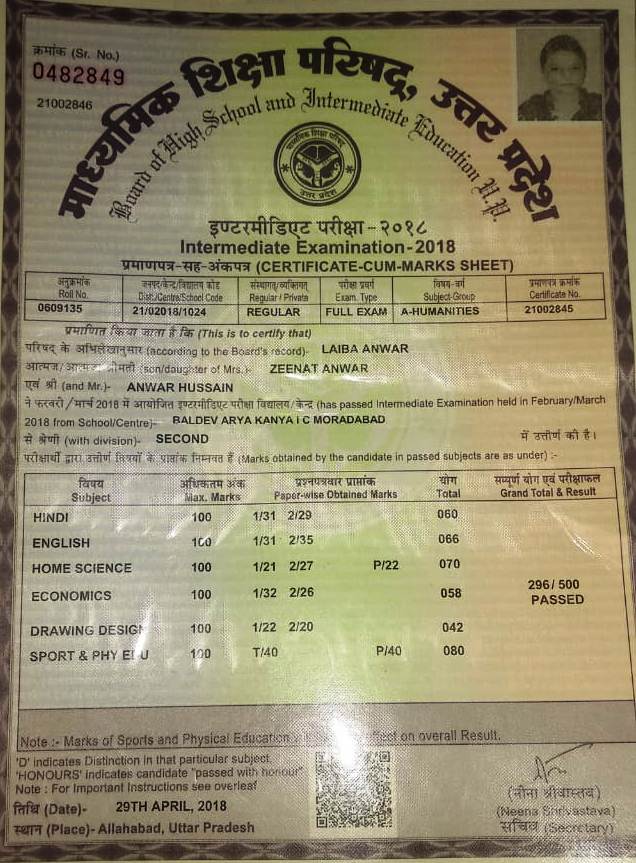 क्रमांक (Sr. No.)
0482849
21002846
माध्यमिक शिक्षा परिषद्, उत्तर प्रदेश
Board of High School and Intermediate Education U.P.
माध्यमिक शिक्षा परिषद्
उत्तर प्रदेश
इण्टरमीडिएट परीक्षा - २०१८
Intermediate Examination-2018
प्रमाणपत्र-सह-अंकपत्र (CERTIFICATE-CUM-MARKS SHEET)
अनुक्रमांक जनपद/केन्द्र/विद्यालय कोड संस्थागत/व्यक्तिगत परीक्षा प्रवर्ग विषय-वर्ग प्रमाणपत्र क्रमांक
Roll No. Dist./Centre/School Code Regular / Private Exam. Type Subject-Group Certificate No.
0609135 21/02018/1024 REGULAR FULL EXAM A-HUMANITIES 21002845
प्रमाणित किया जाता है कि (This is to certify that)
परिषद् के अभिलेखानुसार (according to the Board's record)- LAIBA ANWAR
आत्मज/आत्मजा श्रीमती (son/daughter of Mrs.)- ZEENAT ANWAR
एवं श्री (and Mr.)- ANWAR HUSSAIN
ने फरवरी/मार्च 2018 में आयोजित इण्टरमीडिएट परीक्षा विद्यालय/केन्द्र (has passed Intermediate Examination held in February/March
2018 from School/Centre)- BALDEV ARYA KANYA I C MORADABAD
से श्रेणी (with division)- SECOND में उत्तीर्ण की है।
परीक्षार्थी द्वारा उत्तीर्ण विषयों के प्राप्तांक निम्नवत हैं (Marks obtained by the candidate in passed subjects are as under) :-
विषय अधिकतम अंक प्रश्नपत्रवार प्राप्तांक योग सम्पूर्ण योग एवं परीक्षाफल
Subject Max. Marks Paper-wise Obtained Marks Total Grand Total & Result
HINDI 100 1/31 2/29 060
ENGLISH 100 1/31 2/35 066
HOME SCIENCE 100 1/21 2/27 P/22 070
ECONOMICS 100 1/32 2/26 058
296/500
PASSED
DRAWING DESIGN 100 1/22 2/20 042
SPORT & PHY EDU 100 T/40 P/40 080
Note :- Marks of Sports and Physical Education on overall Result.
'D' indicates Distinction in that particular subject.
'HONOURS' indicates candidate "passed with honour"
Note : For Important Instructions see overleaf
तिथि (Date)- 29TH APRIL, 2018
स्थान (Place)- Allahabad, Uttar Pradesh
(नीना श्रीवास्तव)
(Neena Shrivastava)
सचिव (Secretary)